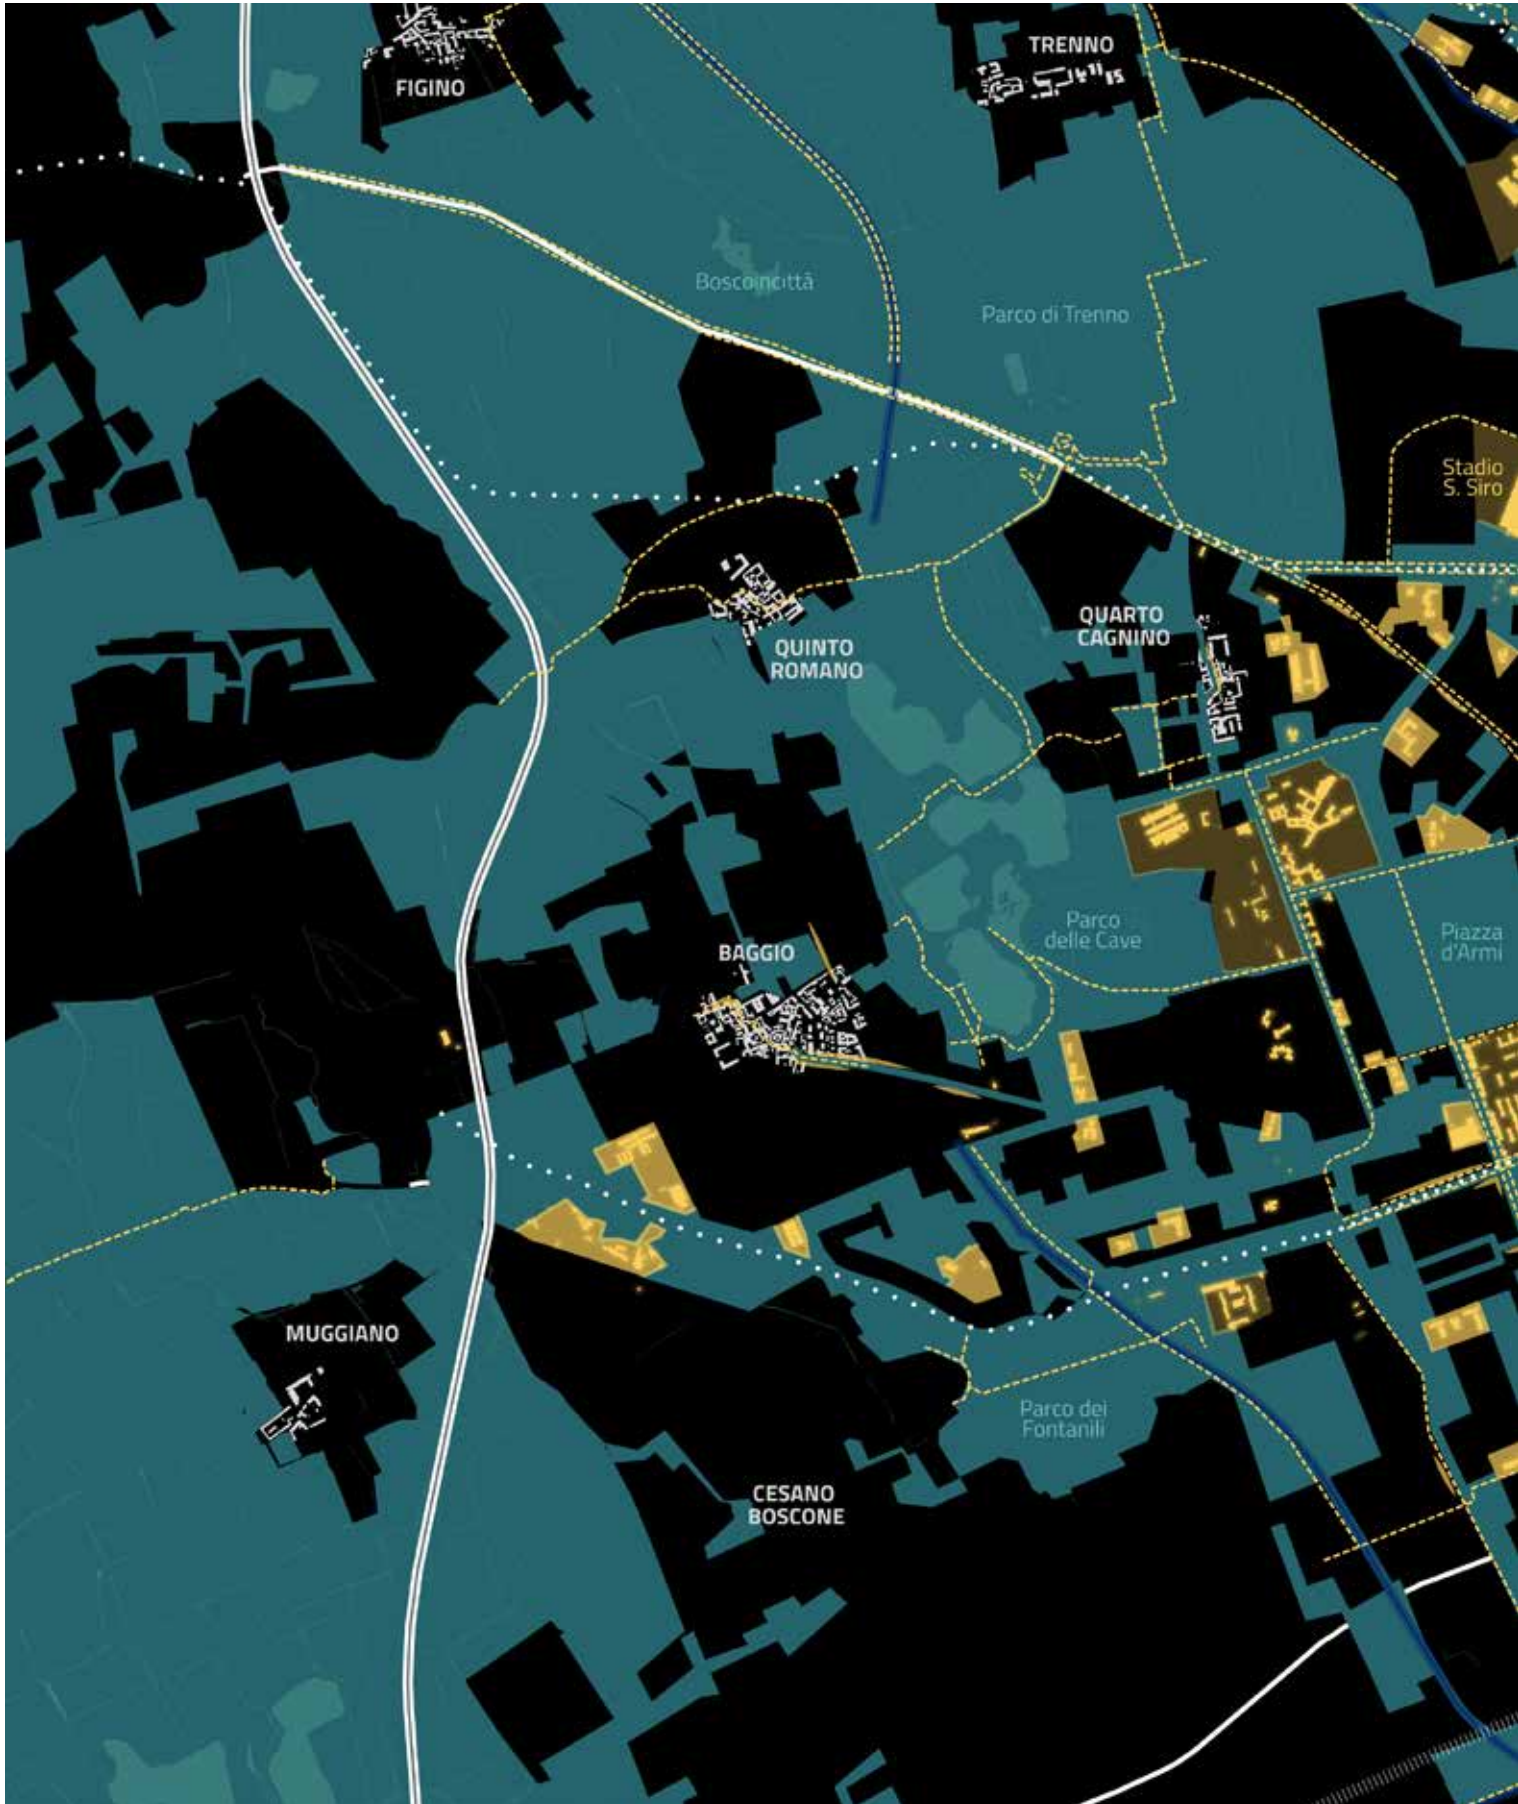 TRENNO
FIGINO
Boscoincittà
Parco di Trenno
Stadio
S. Siro
QUARTO
CAGNINO
QUINTO
ROMANO
Parco
delle Cave
Piazza
d'Armi
BAGGIO
MUGGIANO
Parco dei
Fontanili
CESANO
BOSCONE